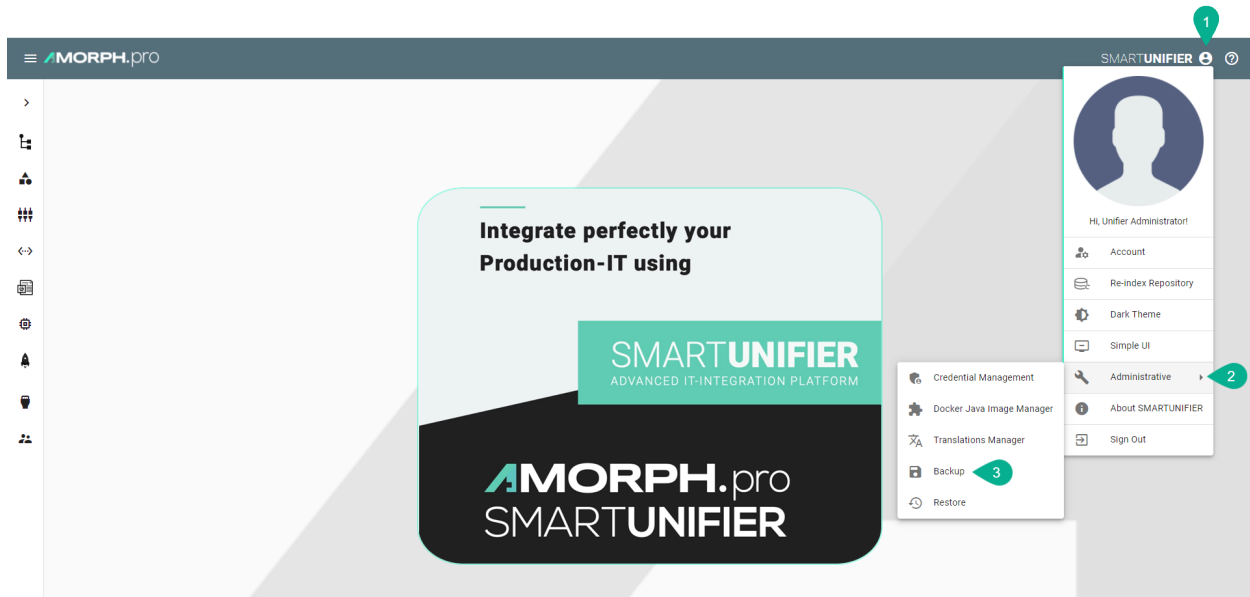 1
AMORPH.pro
SMARTUNIFIER
Hi, Unifier Administrator!
Account
Re-index Repository
Dark Theme
Simple UI
Administrative
2
About SMARTUNIFIER
Sign Out
Credential Management
Docker Java Image Manager
Translations Manager
Backup
3
Restore
Integrate perfectly your
Production-IT using
SMARTUNIFIER
ADVANCED IT-INTEGRATION PLATFORM
AMORPH.pro
SMARTUNIFIER